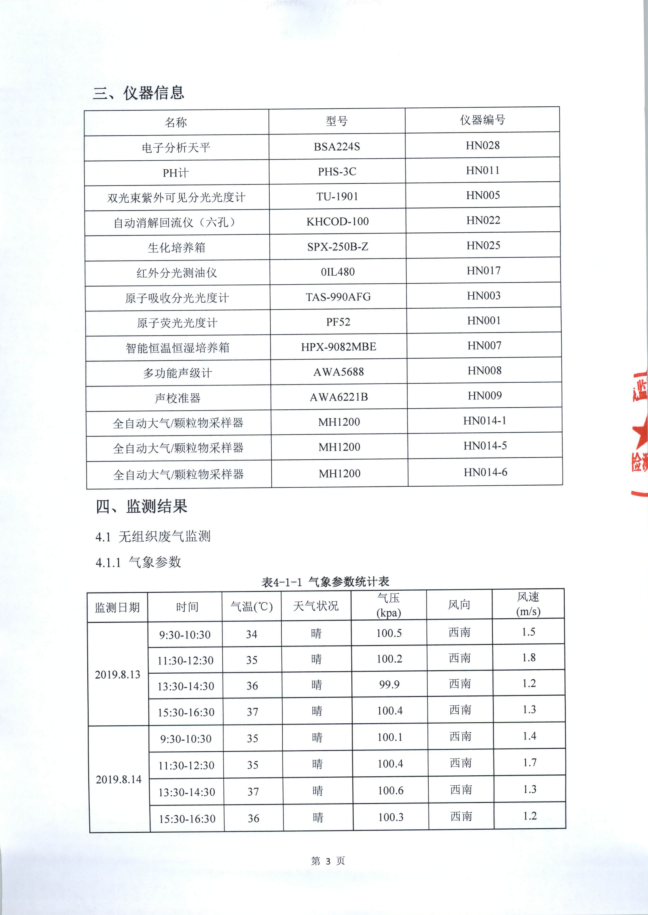 三、仪器信息
名称 型号 仪器编号
电子分析天平 BSA224S HN028
PH计 PHS-3C HN011
双光束紫外可见分光光度计 TU-1901 HN005
自动消解回流仪（六孔） KHCOD-100 HN022
生化培养箱 SPX-250B-Z HN025
红外分光测油仪 OIL480 HN017
原子吸收分光光度计 TAS-990AFG HN003
原子荧光光度计 PF52 HN001
智能恒温恒湿培养箱 HPX-9082MBE HN007
多功能声级计 AWA5688 HN008
声校准器 AWA6221B HN009
全自动大气/颗粒物采样器 MH1200 HN014-1
全自动大气/颗粒物采样器 MH1200 HN014-5
全自动大气/颗粒物采样器 MH1200 HN014-6
四、监测结果
4.1 无组织废气监测
4.1.1 气象参数
表4-1-1 气象参数统计表
监测日期 时间 气温(℃) 天气状况 气压(kpa) 风向 风速(m/s)
2019.8.13 9:30-10:30 34 晴 100.5 西南 1.5
11:30-12:30 35 晴 100.2 西南 1.8
13:30-14:30 36 晴 99.9 西南 1.2
15:30-16:30 37 晴 100.4 西南 1.3
2019.8.14 9:30-10:30 35 晴 100.1 西南 1.4
11:30-12:30 35 晴 100.4 西南 1.7
13:30-14:30 37 晴 100.6 西南 1.3
15:30-16:30 36 晴 100.3 西南 1.2
第 3 页
监
检测